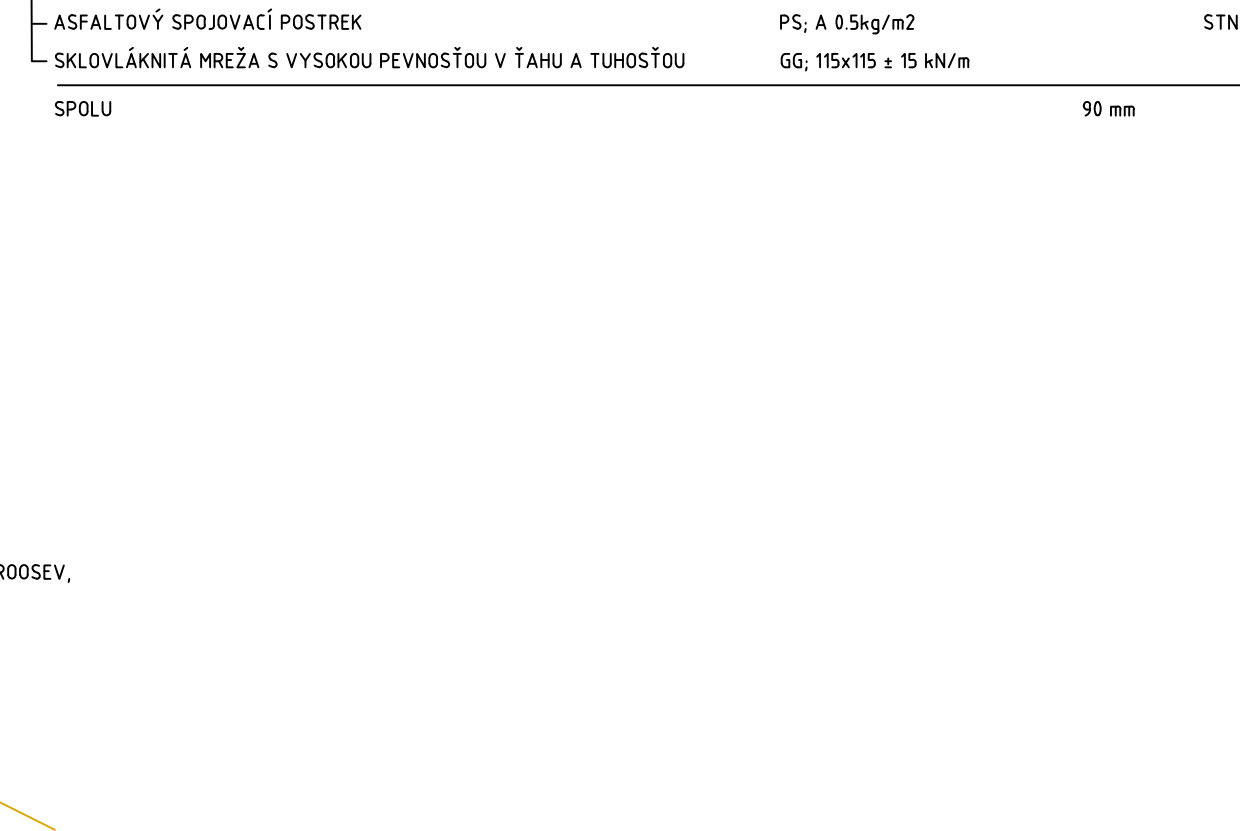 ASFALTOVÝ SPOJOVACÍ POSTREK PS; A 0.5kg/m2 STN
SKLOVLÁKNITÁ MREŽA S VYSOKOU PEVNOSŤOU V ŤAHU A TUHOSŤOU GG; 115x115 ± 15 kN/m
SPOLU 90 mm
ROOSEV,